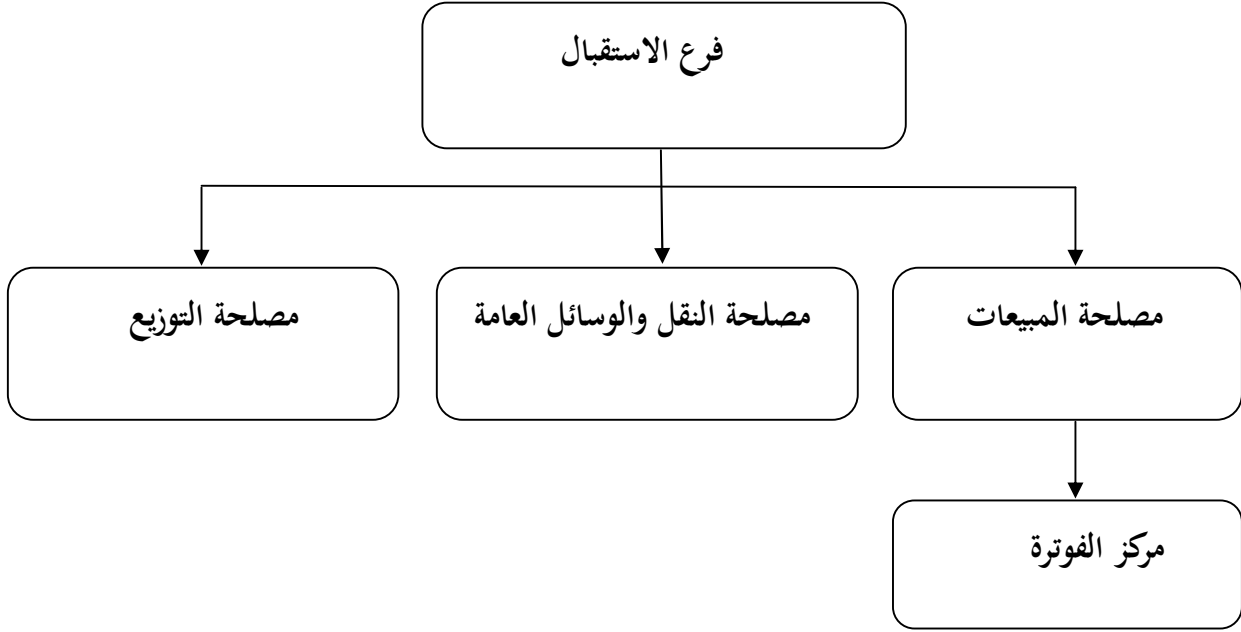 فرع الاستقبال
مصلحة المبيعات
مصلحة النقل والوسائل العامة
مصلحة التوزيع
مركز الفوترة